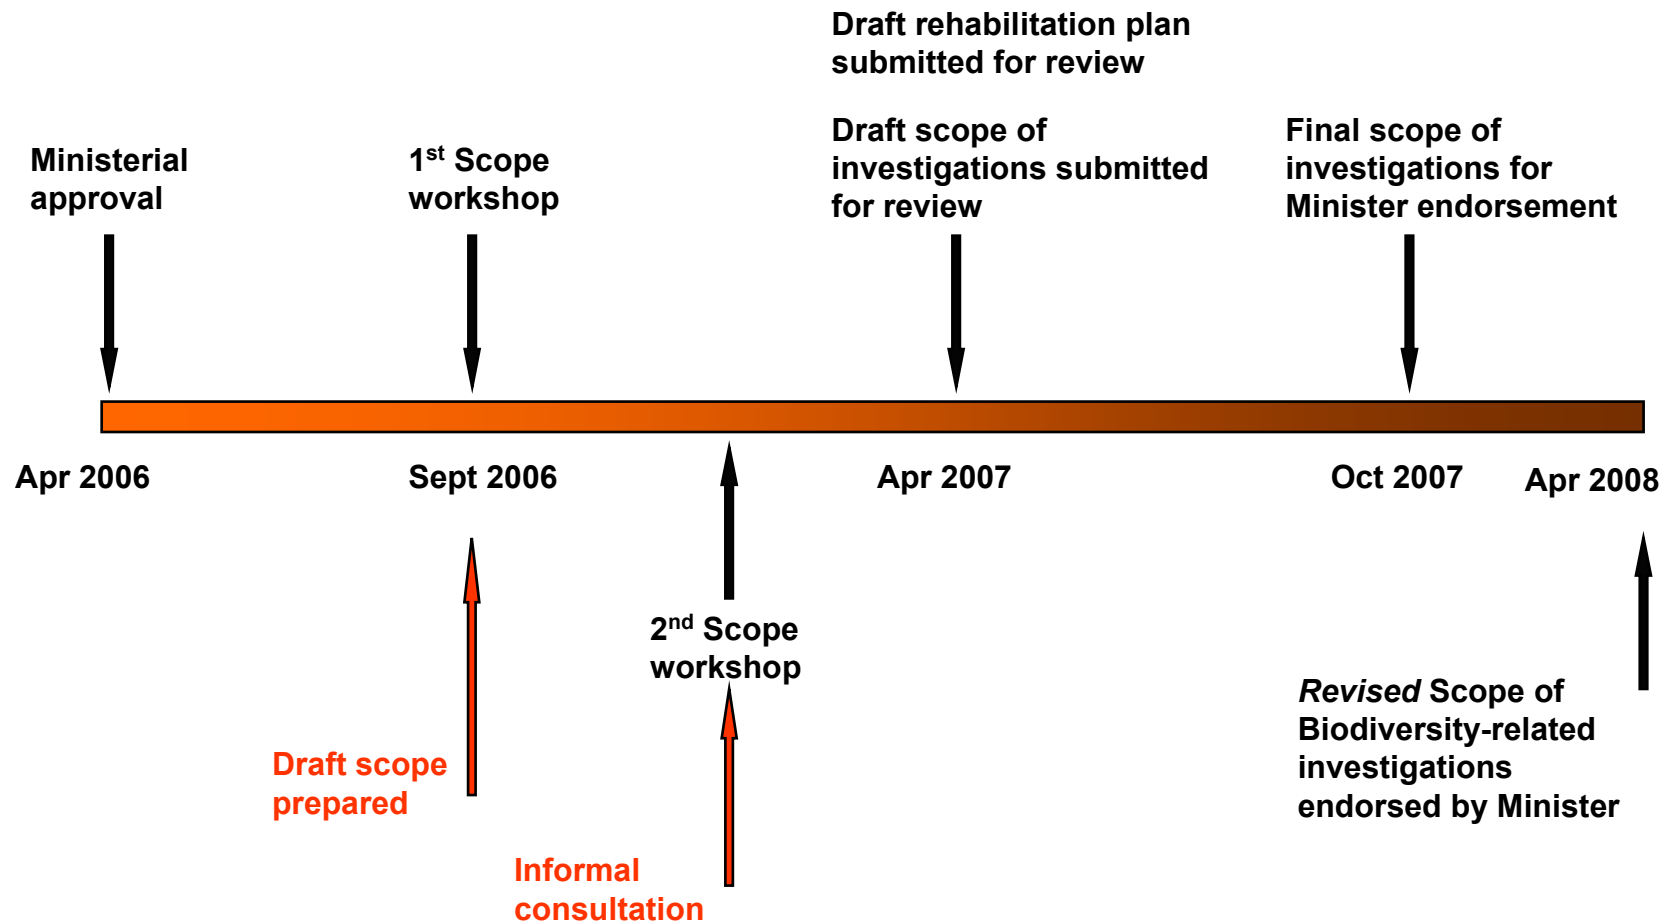 Draft rehabilitation plan
submitted for review
Ministerial
approval
1st Scope
workshop
Draft scope of
investigations submitted
for review
Final scope of
investigations for
Minister endorsement
Apr 2006
Sept 2006
Apr 2007
Oct 2007
Apr 2008
2nd Scope
workshop
Revised Scope of
Biodiversity-related
investigations
endorsed by Minister
Draft scope
prepared
Informal
consultation